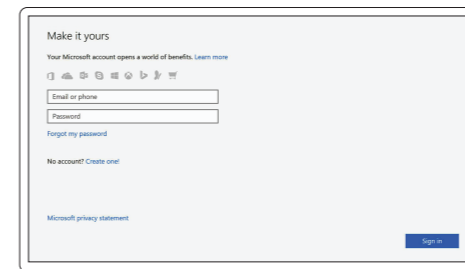 Make it yours
Your Microsoft account opens a world of benefits. Learn more
Email or phone
Password
Forgot my password
No account? Create one!
Microsoft privacy statement
Sign in